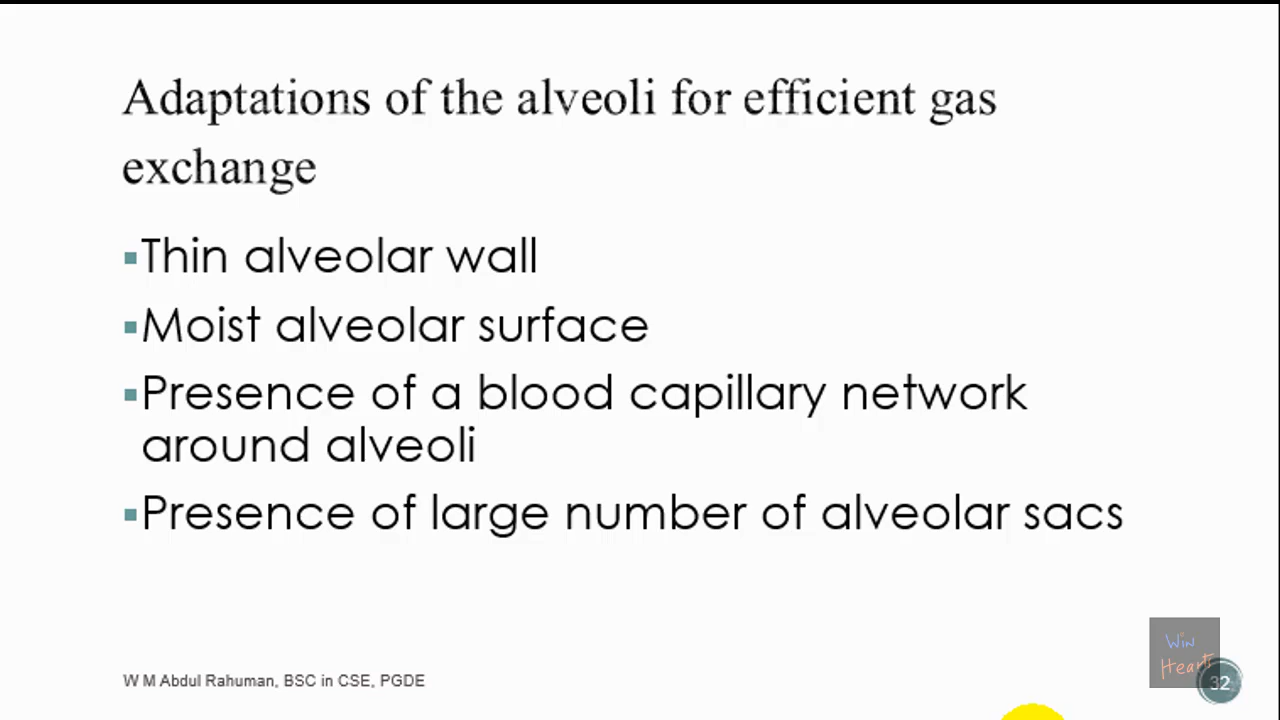 Adaptations of the alveoli for efficient gas
exchange
▪Thin alveolar wall
▪Moist alveolar surface
▪Presence of a blood capillary network
around alveoli
▪Presence of large number of alveolar sacs
W M Abdul Rahuman, BSC in CSE, PGDE
Win
Hearts
32